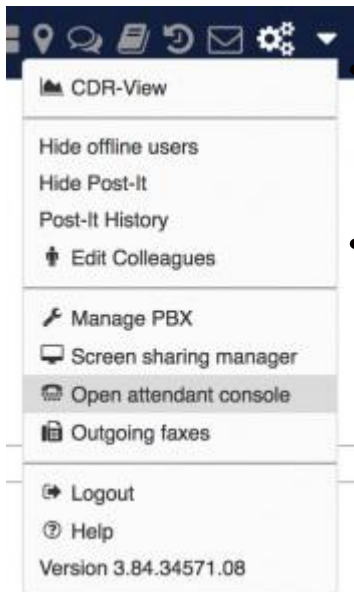 CDR-View
Hide offline users
Hide Post-It
Post-It History
Edit Colleagues
Manage PBX
Screen sharing manager
Open attendant console
Outgoing faxes
Logout
Help
Version 3.84.34571.08